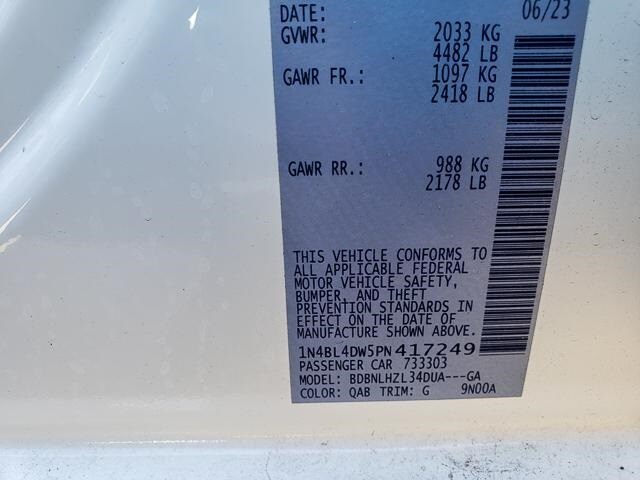 DATE: 06/23
GVWR: 2033 KG
4482 LB
GAWR FR.: 1097 KG
2418 LB
GAWR RR.: 988 KG
2178 LB
THIS VEHICLE CONFORMS TO
ALL APPLICABLE FEDERAL
MOTOR VEHICLE SAFETY,
BUMPER, AND THEFT
PREVENTION STANDARDS IN
EFFECT ON THE DATE OF
MANUFACTURE SHOWN ABOVE.
1N4BL4DW5PN417249
PASSENGER CAR 733303
MODEL: BDBNLHZL34DUA---GA
COLOR: QAB TRIM: G 9N00A